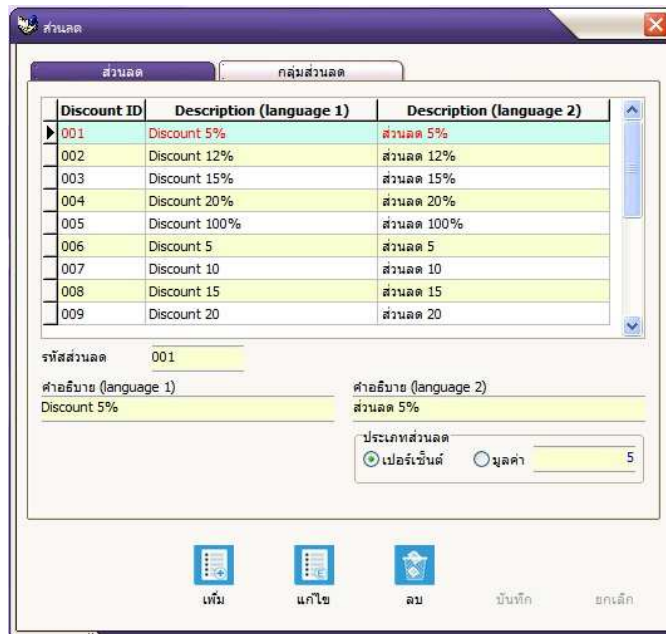 ส่วนลด
ส่วนลด กลุ่มส่วนลด
Discount ID Description (language 1) Description (language 2)
001 Discount 5% ส่วนลด 5%
002 Discount 12% ส่วนลด 12%
003 Discount 15% ส่วนลด 15%
004 Discount 20% ส่วนลด 20%
005 Discount 100% ส่วนลด 100%
006 Discount 5 ส่วนลด 5
007 Discount 10 ส่วนลด 10
008 Discount 15 ส่วนลด 15
009 Discount 20 ส่วนลด 20
รหัสส่วนลด 001
คำอธิบาย (language 1) คำอธิบาย (language 2)
Discount 5% ส่วนลด 5%
ประเภทส่วนลด
เปอร์เซ็นต์ มูลค่า 5
เพิ่ม แก้ไข ลบ บันทึก ยกเลิก